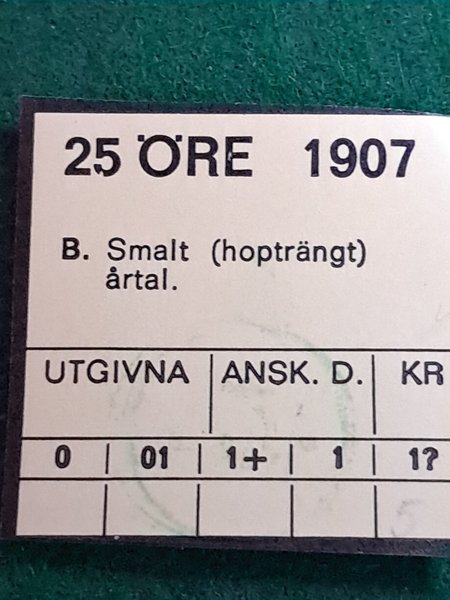 25 ÖRE 1907
B. Smalt (hopträngt)
årtal.
UTGIVNA ANSK. D. KR
0 01 1+ 1 1?